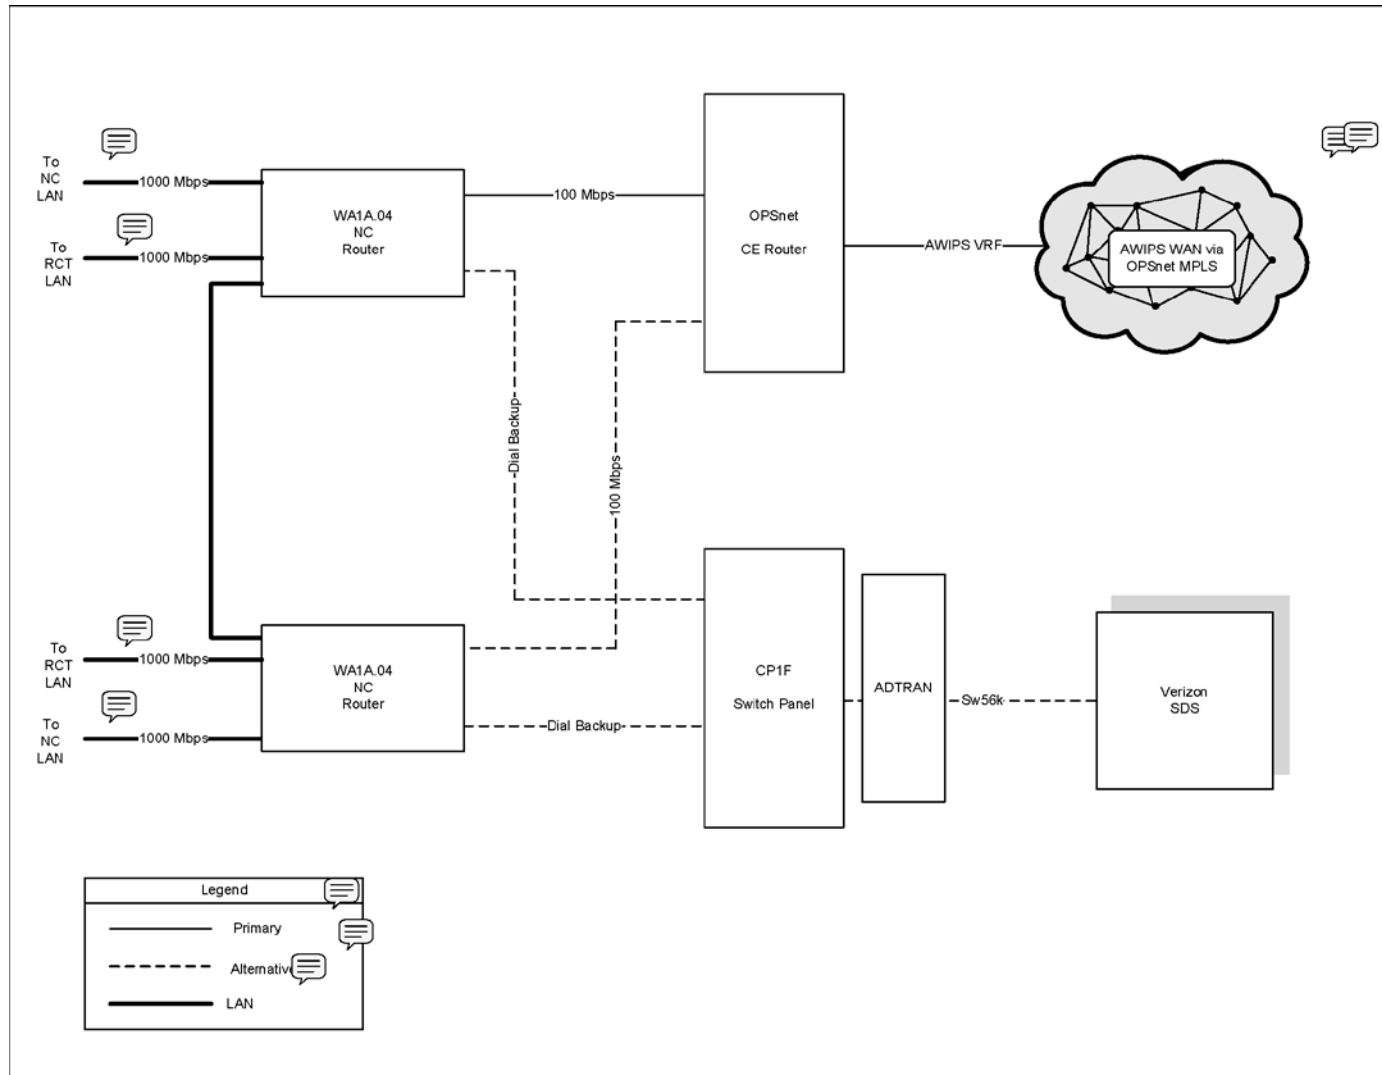 To
NC
LAN
1000 Mbps
To
RCT
LAN
1000 Mbps
WA1A.04
NC
Router
100 Mbps
OPSnet
CE Router
AWIPS VRF
AWIPS WAN via
OPSnet MPLS
Dial Backup
100 Mbps
To
RCT
LAN
1000 Mbps
To
NC
LAN
1000 Mbps
WA1A.04
NC
Router
Dial Backup
CP1F
Switch Panel
ADTRAN
Sw56k
Verizon
SDS
Legend
Primary
Alternative
LAN